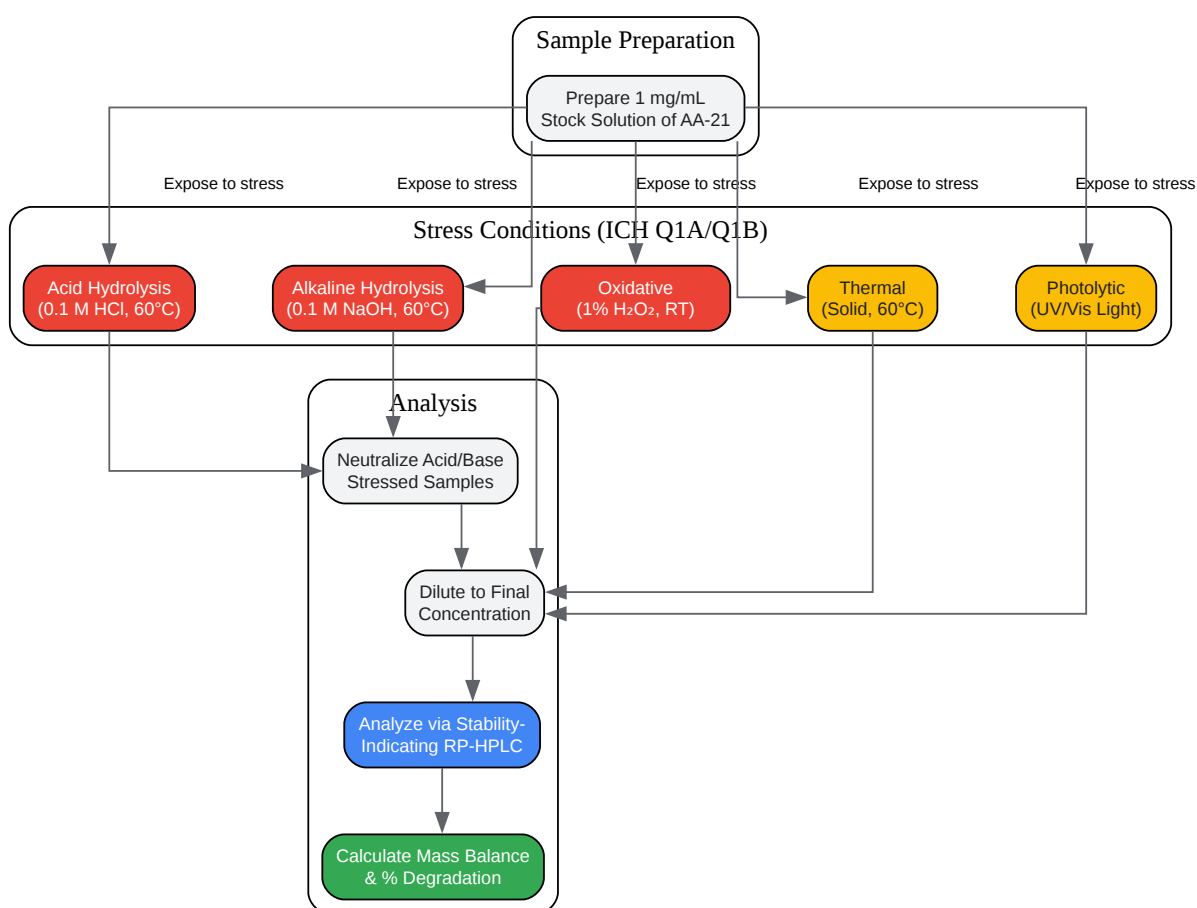 Sample Preparation
Prepare 1 mg/mL
Stock Solution of AA-21
Expose to stress
Expose to stress
Expose to stress
Expose to stress
Expose to stress
Stress Conditions (ICH Q1A/Q1B)
Acid Hydrolysis
(0.1 M HCl, 60°C)
Alkaline Hydrolysis
(0.1 M NaOH, 60°C)
Oxidative
(1% H₂O₂, RT)
Thermal
(Solid, 60°C)
Photolytic
(UV/Vis Light)
Analysis
Neutralize Acid/Base
Stressed Samples
Dilute to Final
Concentration
Analyze via Stability-
Indicating RP-HPLC
Calculate Mass Balance
& % Degradation